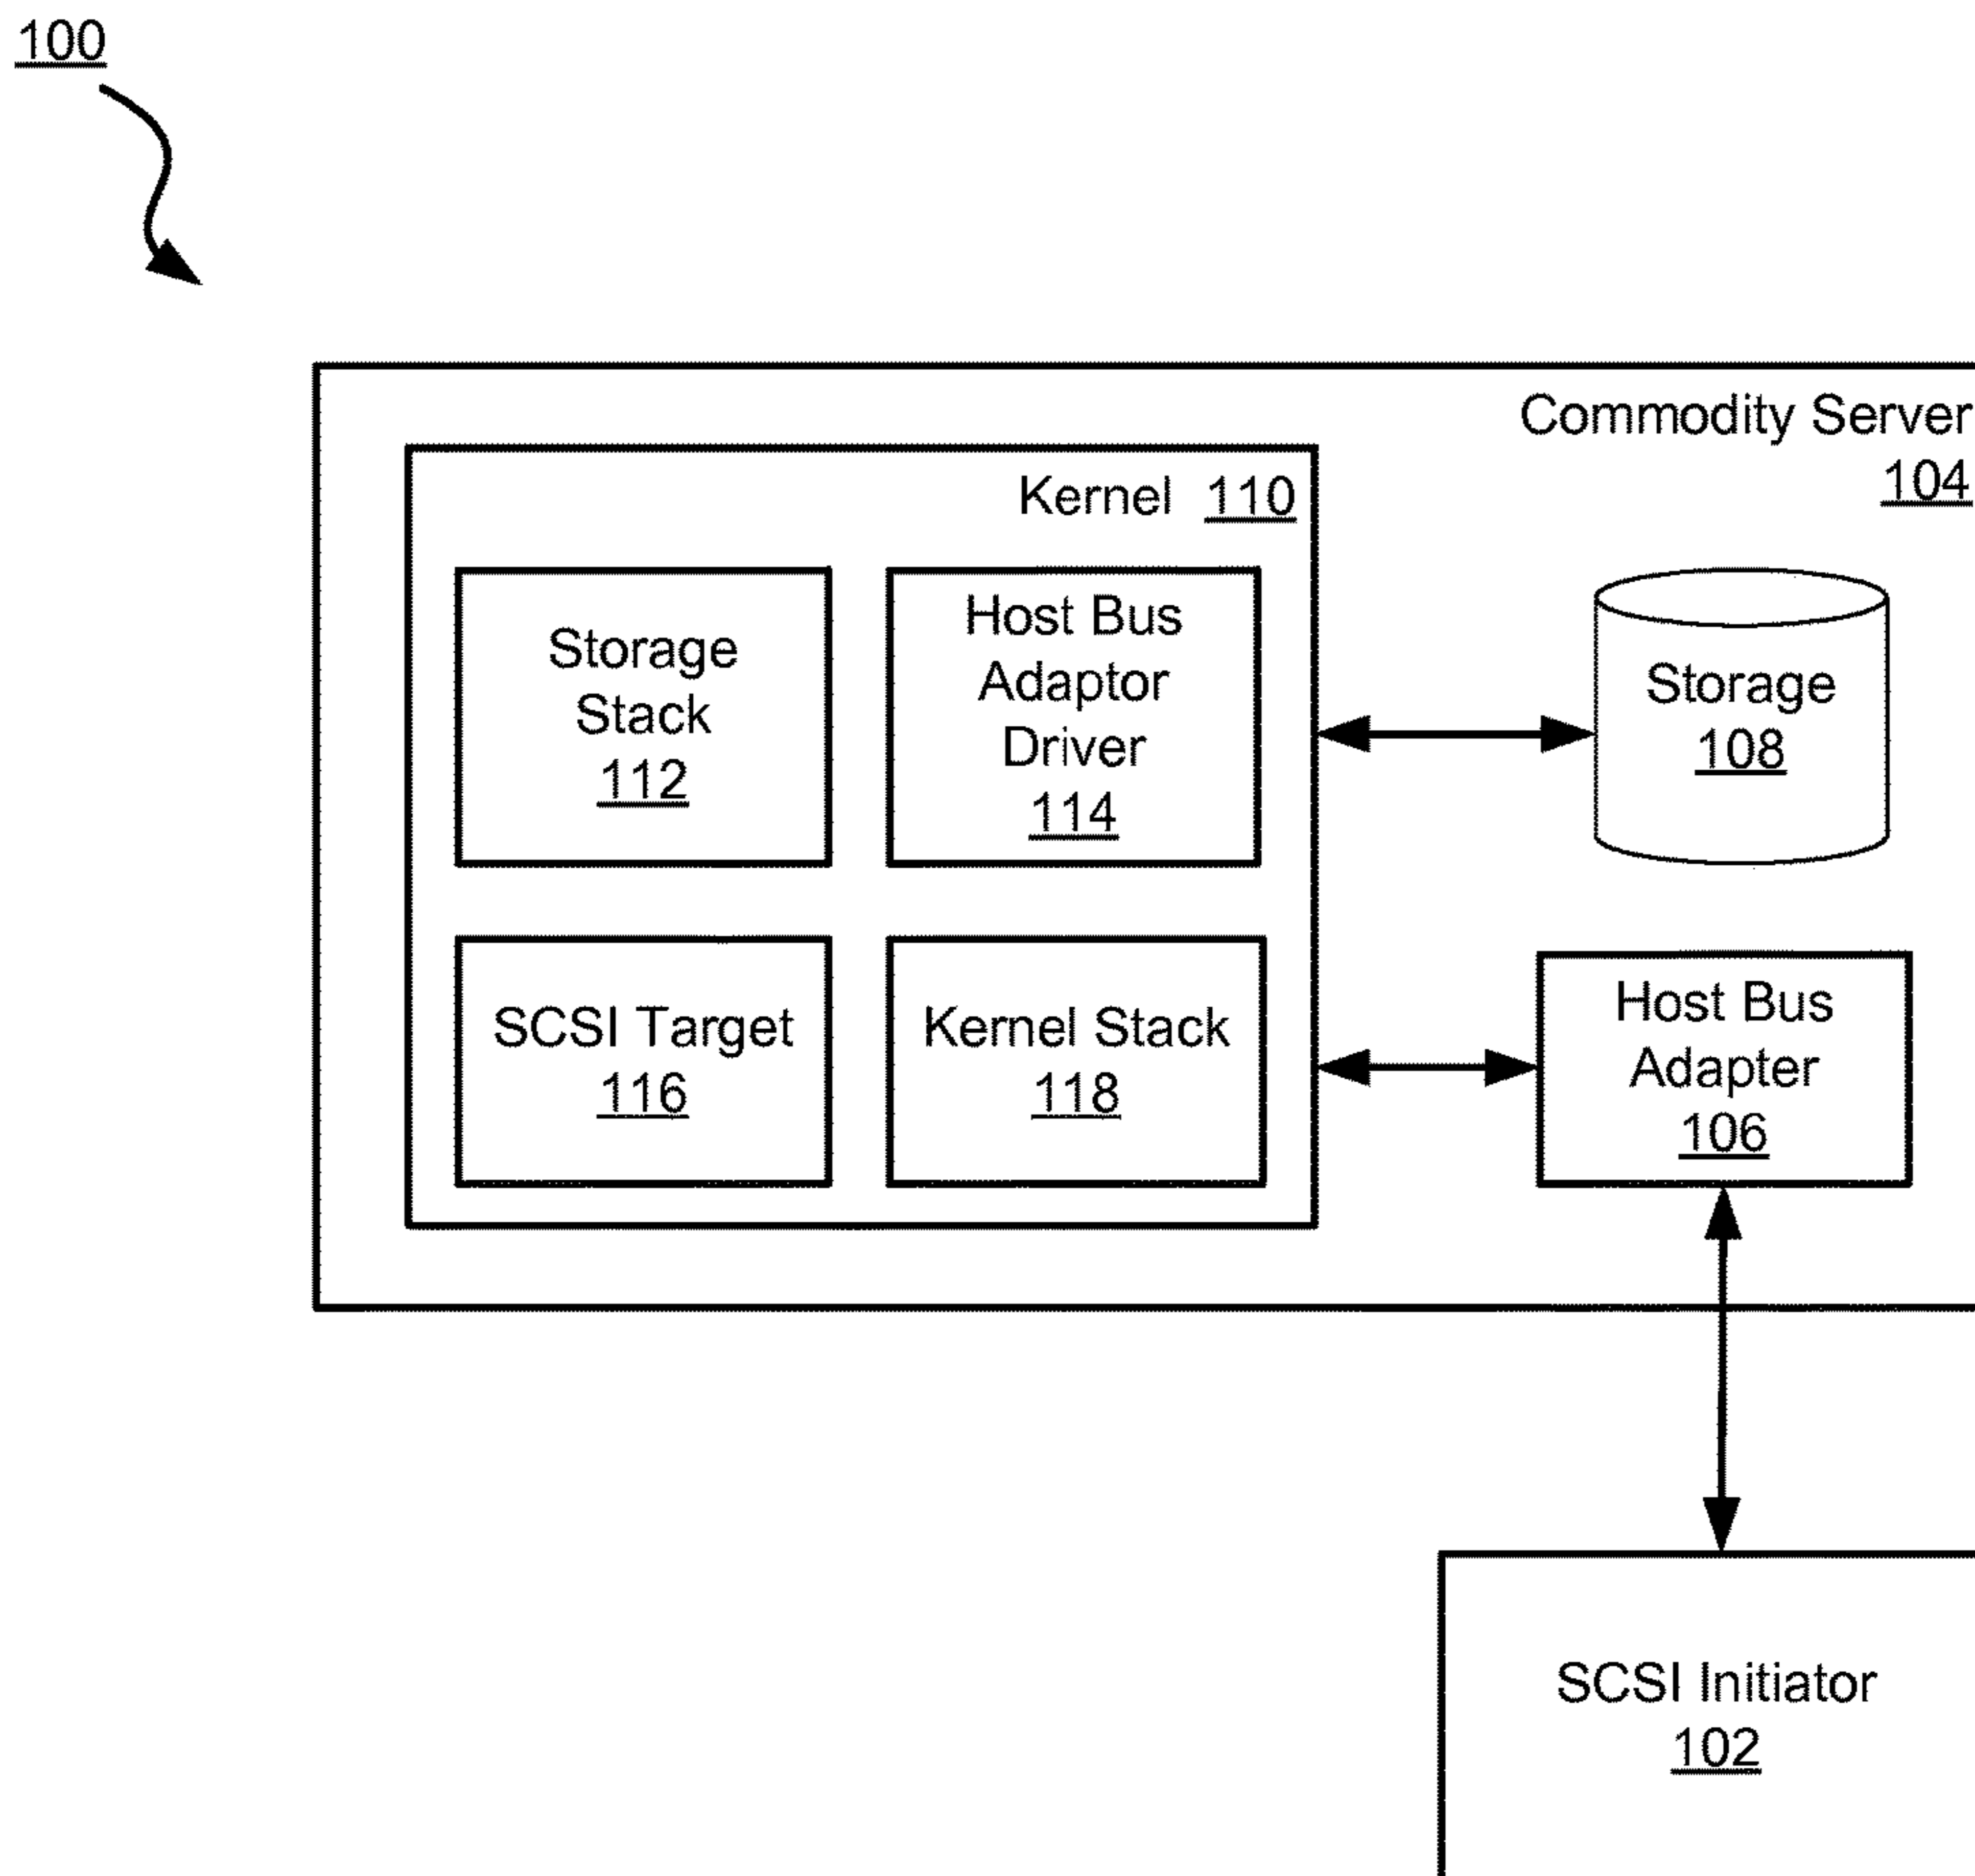 100
Commodity Server
104
Kernel 110
Storage
Stack
112
Host Bus
Adaptor
Driver
114
Storage
108
SCSI Target
116
Kernel Stack
118
Host Bus
Adapter
106
SCSI Initiator
102